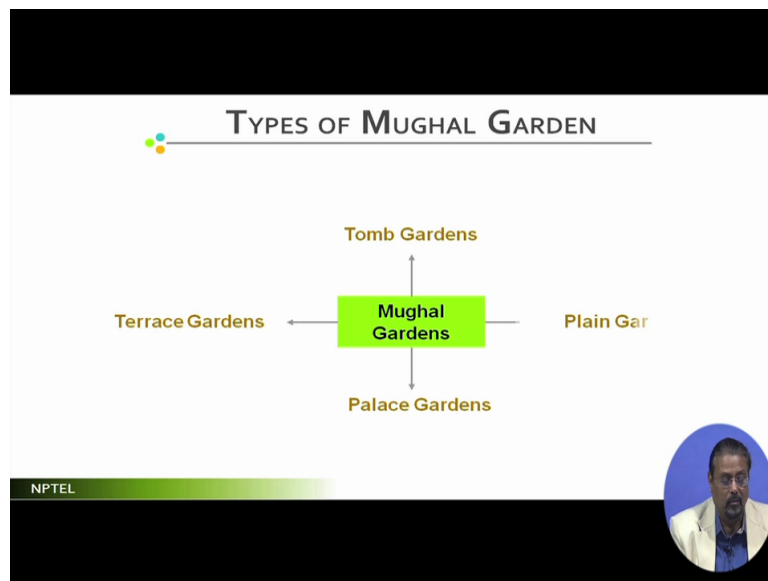 TYPES OF MUGHAL GARDEN
Tomb Gardens
Terrace Gardens
Mughal
Gardens
Plain Gar
Palace Gardens
NPTEL